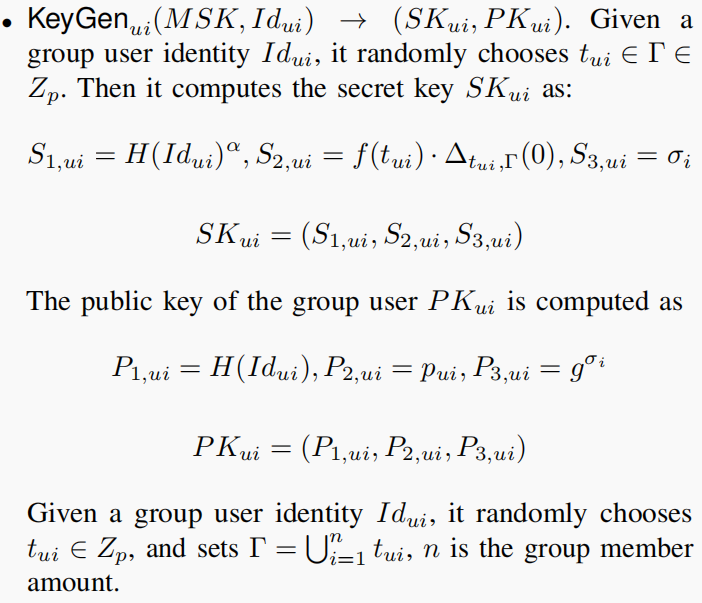 • KeyGen_{ui}(MSK, Id_{ui}) → (SK_{ui}, PK_{ui}). Given a
group user identity Id_{ui}, it randomly chooses t_{ui} ∈ Γ ∈
Z_p. Then it computes the secret key SK_{ui} as:
S_{1,ui} = H(Id_{ui})^α, S_{2,ui} = f(t_{ui}) · Δ_{t_{ui},Γ}(0), S_{3,ui} = σ_i
SK_{ui} = (S_{1,ui}, S_{2,ui}, S_{3,ui})
The public key of the group user PK_{ui} is computed as
P_{1,ui} = H(Id_{ui}), P_{2,ui} = p_{ui}, P_{3,ui} = g^{σ_i}
PK_{ui} = (P_{1,ui}, P_{2,ui}, P_{3,ui})
Given a group user identity Id_{ui}, it randomly chooses
t_{ui} ∈ Z_p, and sets Γ = ⋃_{i=1}^n t_{ui}, n is the group member
amount.